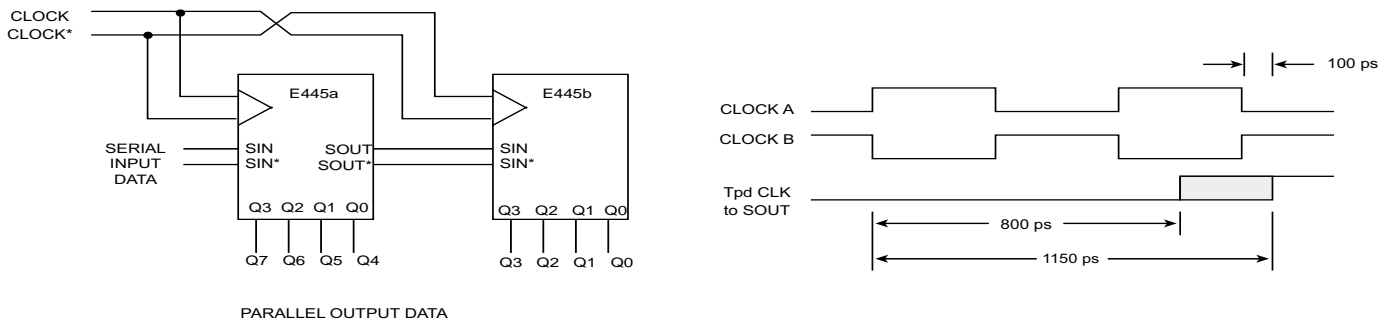 CLOCK
CLOCK*
E445a
E445b
SERIAL
INPUT
DATA
SIN
SIN*
SOUT
SOUT*
SIN
SIN*
Q3 Q2 Q1 Q0
Q3 Q2 Q1 Q0
Q7 Q6 Q5 Q4
Q3 Q2 Q1 Q0
PARALLEL OUTPUT DATA
100 ps
CLOCK A
CLOCK B
Tpd CLK
to SOUT
800 ps
1150 ps